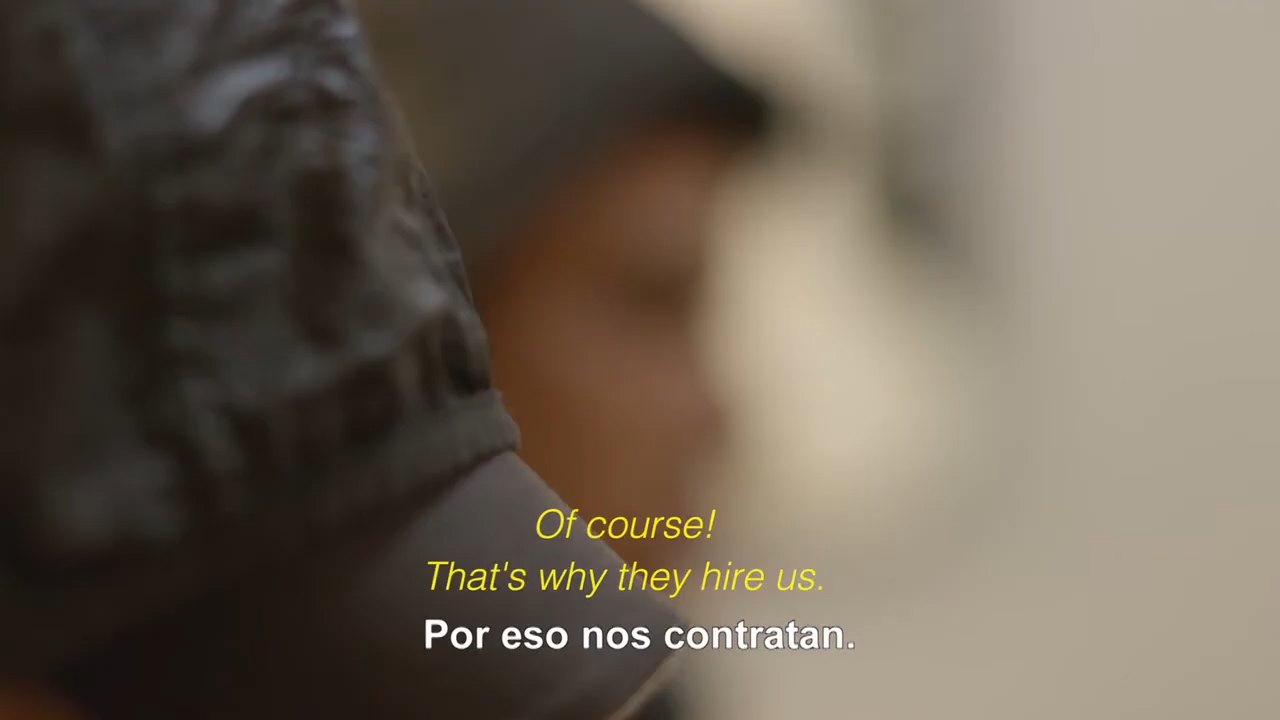 Of course!
That's why they hire us.
Por eso nos contratan.